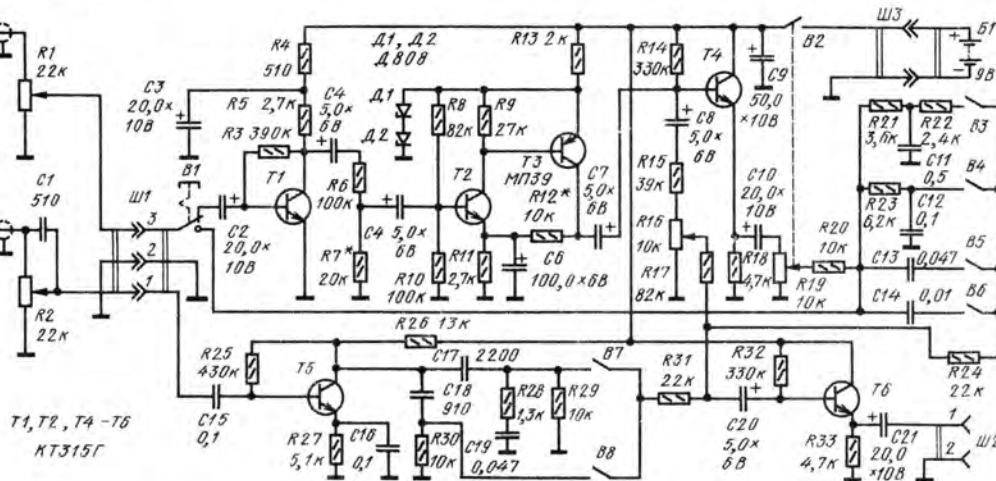 R1
22к
C1
510
R2
22к
Ш1
3
2
1
C3
20,0×
10В
B1
R4
510
R5
2,7к
C4
5,0×
6В
R3 390к
T1
C2
20,0×
10В
R6
100к
R7*
20к
C4
5,0×
6В
Д1, Д2
Д808
Д1
Д2
R8
82к
R9
27к
T2
R10
100к
R11
2,7к
R13 2к
T3
МП39
R12*
10к
C6
100,0×6В
C7
5,0×
6В
R14
330к
T4
C8
5,0×
6В
R15
39к
R16
10к
R17
82к
C9
50,0
×10В
C10
20,0×
10В
R18
4,7к
R19
10к
R20
10к
B2
Ш3
Б1
+
−
9В
R21
3,6к
R22
2,4к
B3
C11
0,5
B4
R23
6,2к
C12
0,1
B5
C13
0,047
B6
C14
0,01
R24
22к
R25
430к
C15
0,1
T5
R26 13к
R27
5,1к
C16
0,1
C17
2200
C18
910
R30
10к
C19
0,047
R28
1,3к
R29
10к
B7
B8
R31
22к
R32
330к
C20
5,0×
6В
T6
R33
4,7к
C21
20,0
×10В
1
2
Ш2
T1, T2, T4 -T6
КТ315Г